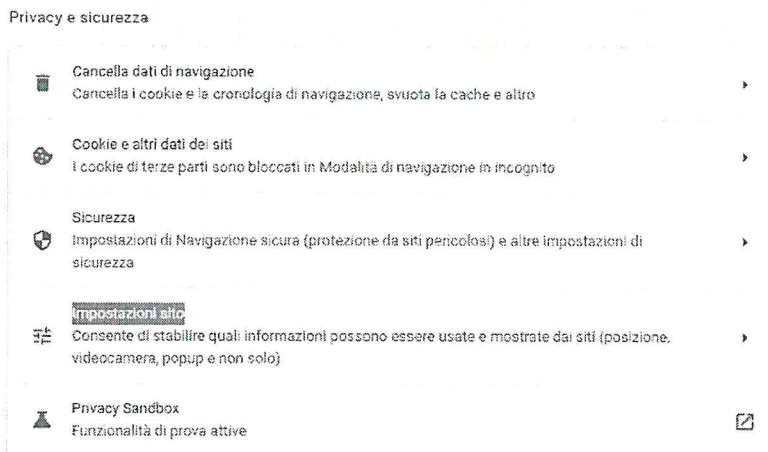 Privacy e sicurezza
Cancella dati di navigazione
Cancella i cookie e la cronologia di navigazione, svuota la cache e altro
Cookie e altri dati dei siti
I cookie di terze parti sono bloccati in Modalità di navigazione in incognito
Sicurezza
Impostazioni di Navigazione sicura (protezione da siti pericolosi) e altre impostazioni di
sicurezza
Impostazioni sito
Consente di stabilire quali informazioni possono essere usate e mostrate dai siti (posizione,
videocamera, popup e non solo)
Privacy Sandbox
Funzionalità di prova attive